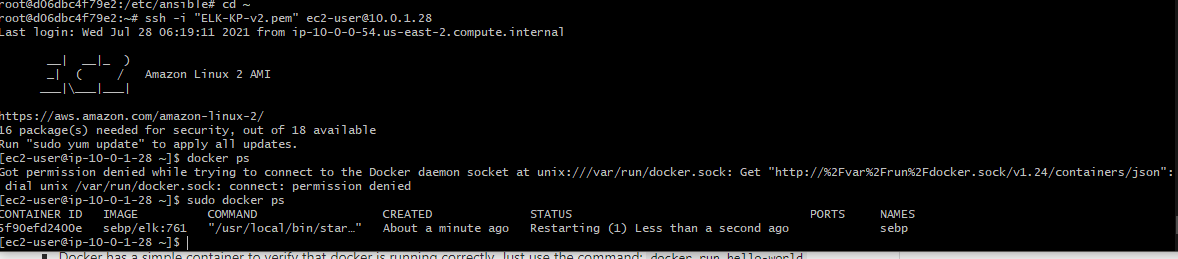 root@d06dbc4f79e2:/etc/ansible# cd ~
root@d06dbc4f79e2:~# ssh -i "ELK-KP-v2.pem" ec2-user@10.0.1.28
Last login: Wed Jul 28 06:19:11 2021 from ip-10-0-0-54.us-east-2.compute.internal
       __|  __|_  )
       _|  (     /   Amazon Linux 2 AMI
      ___|\___|___|
https://aws.amazon.com/amazon-linux-2/
16 package(s) needed for security, out of 18 available
Run "sudo yum update" to apply all updates.
[ec2-user@ip-10-0-1-28 ~]$ docker ps
Got permission denied while trying to connect to the Docker daemon socket at unix:///var/run/docker.sock: Get "http://%2Fvar%2Frun%2Fdocker.sock/v1.24/containers/json":
dial unix /var/run/docker.sock: connect: permission denied
[ec2-user@ip-10-0-1-28 ~]$ sudo docker ps
CONTAINER ID   IMAGE          COMMAND                  CREATED              STATUS                                  PORTS     NAMES
5f90efd2400e   sebp/elk:761   "/usr/local/bin/star…"   About a minute ago   Restarting (1) Less than a second ago             sebp
[ec2-user@ip-10-0-1-28 ~]$
Docker has a simple container to verify that docker is running correctly. Just use the command: docker run hello-world